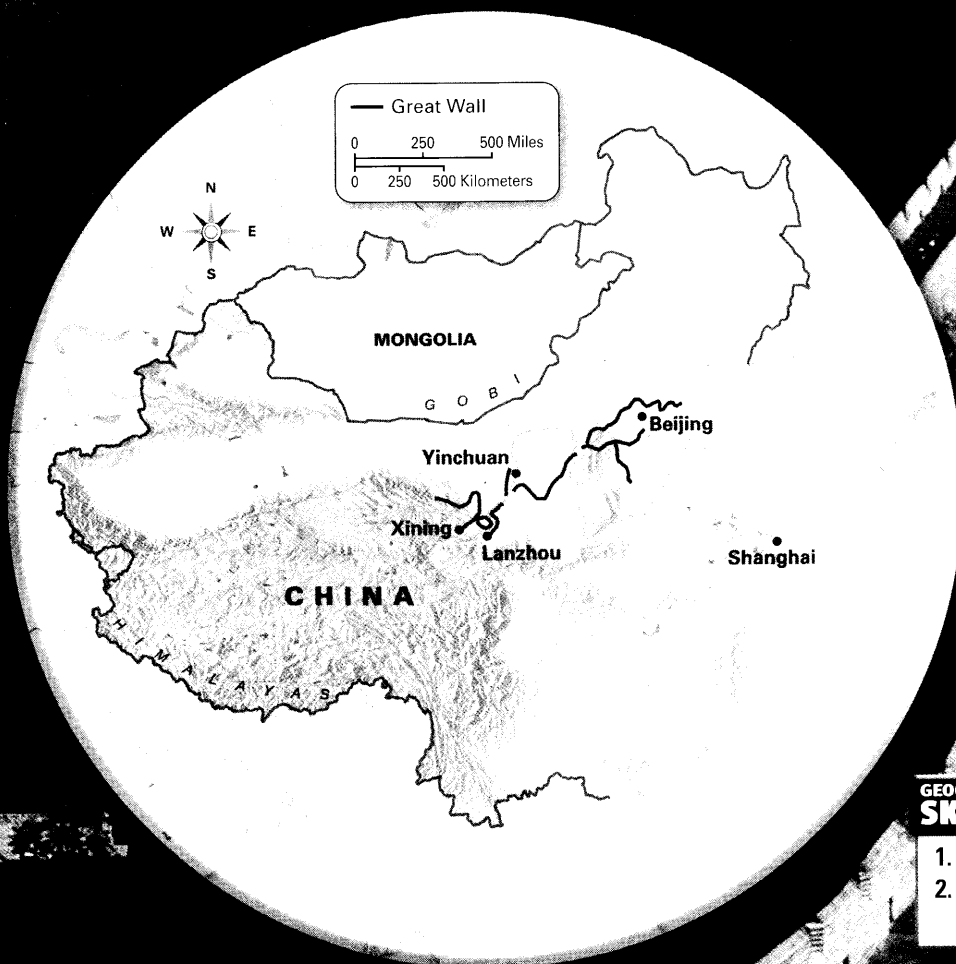 Great Wall
0 250 500 Miles
0 250 500 Kilometers
N
W E
S
MONGOLIA
GOBI
Beijing
Yinchuan
Xining
Lanzhou
Shanghai
CHINA
HIMALAYAS
1.
2.